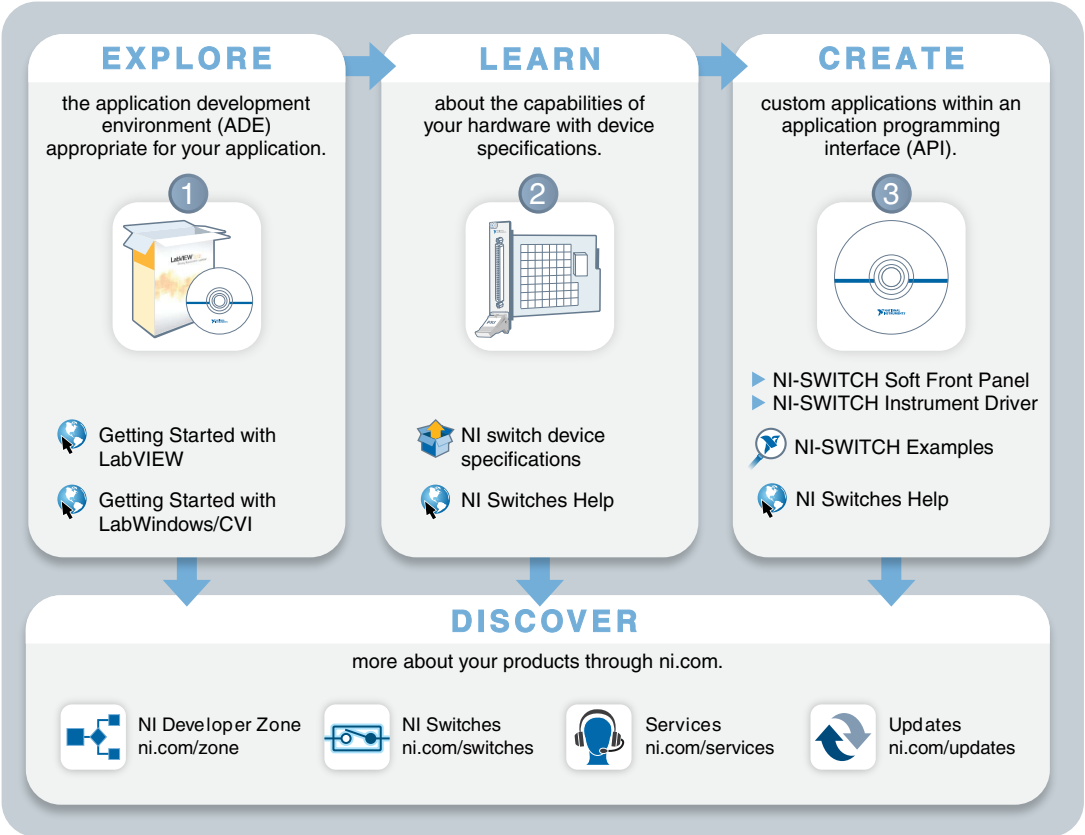 EXPLORE
the application development
environment (ADE)
appropriate for your application.
1
LabVIEW
Getting Started with
LabVIEW
Getting Started with
LabWindows/CVI
LEARN
about the capabilities of
your hardware with device
specifications.
2
NI switch device
specifications
NI Switches Help
CREATE
custom applications within an
application programming
interface (API).
3
NATIONAL
INSTRUMENTS
NI-SWITCH Soft Front Panel
NI-SWITCH Instrument Driver
NI-SWITCH Examples
NI Switches Help
DISCOVER
more about your products through ni.com.
NI Developer Zone
ni.com/zone
NI Switches
ni.com/switches
Services
ni.com/services
Updates
ni.com/updates